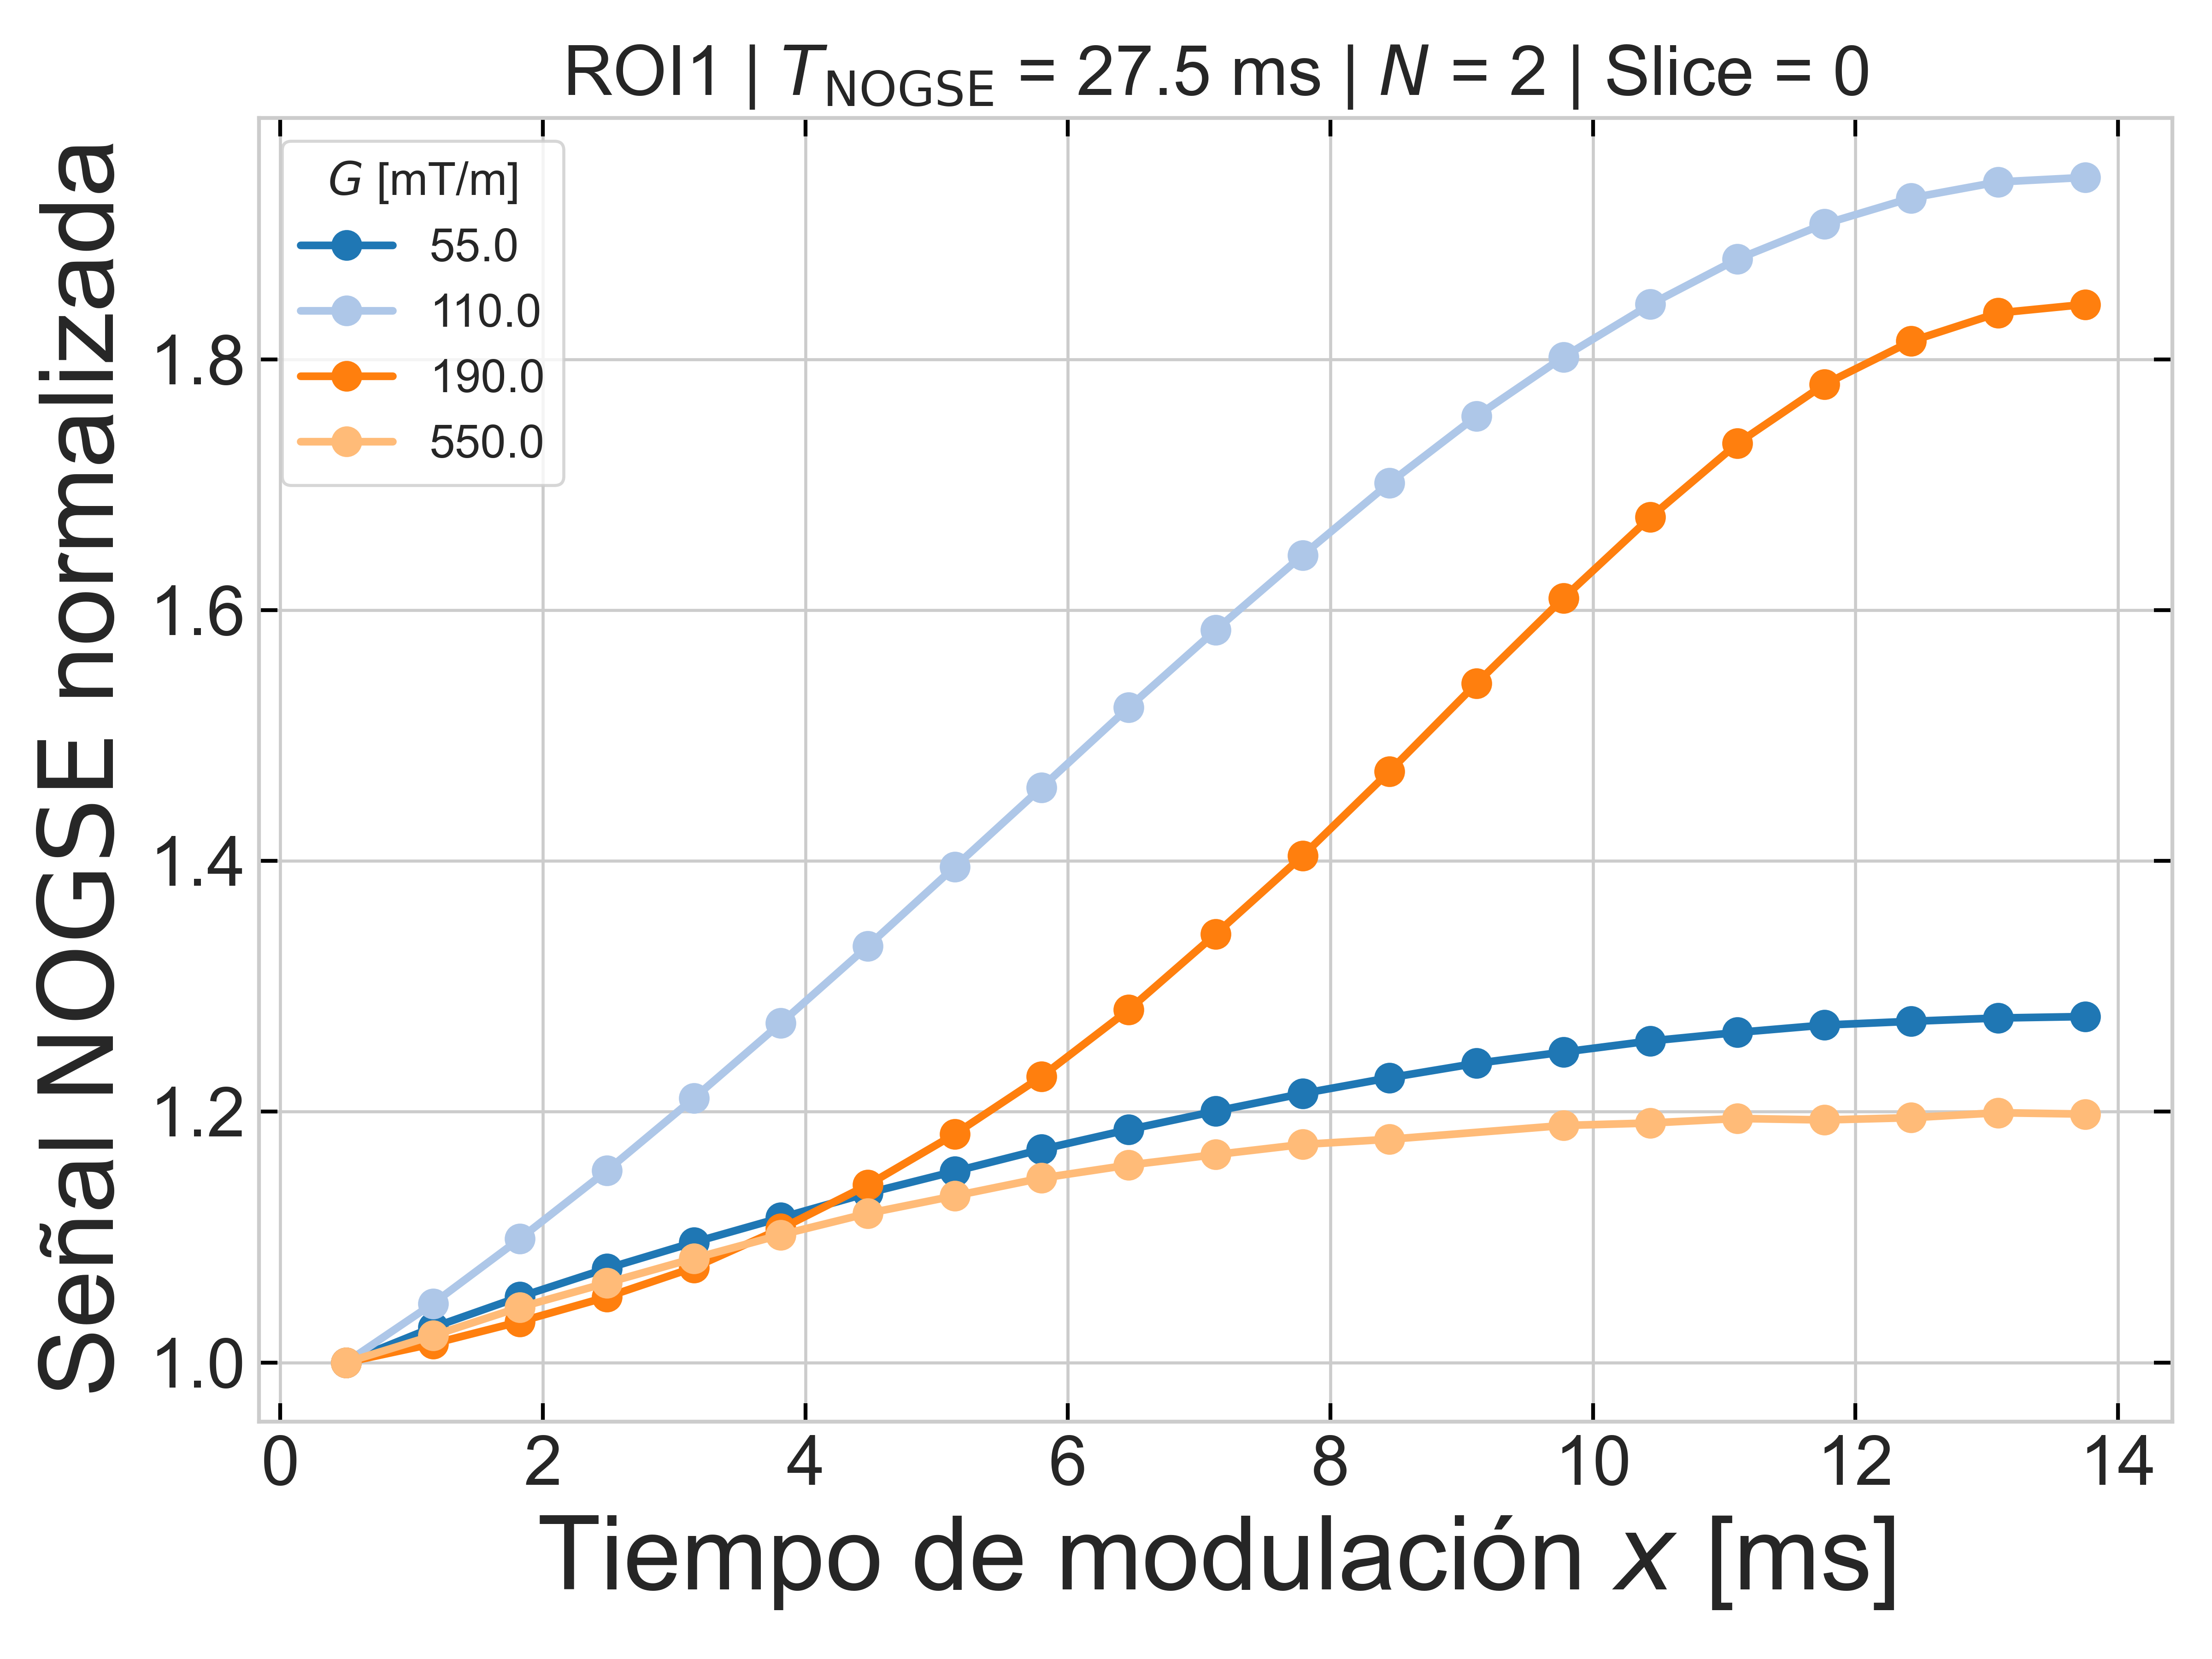 ROI1 | T_NOGSE = 27.5 ms | N = 2 | Slice = 0
G [mT/m]
55.0
110.0
190.0
550.0
Señal NOGSE normalizada
1.8
1.6
1.4
1.2
1.0
0 2 4 6 8 10 12 14
Tiempo de modulación x [ms]